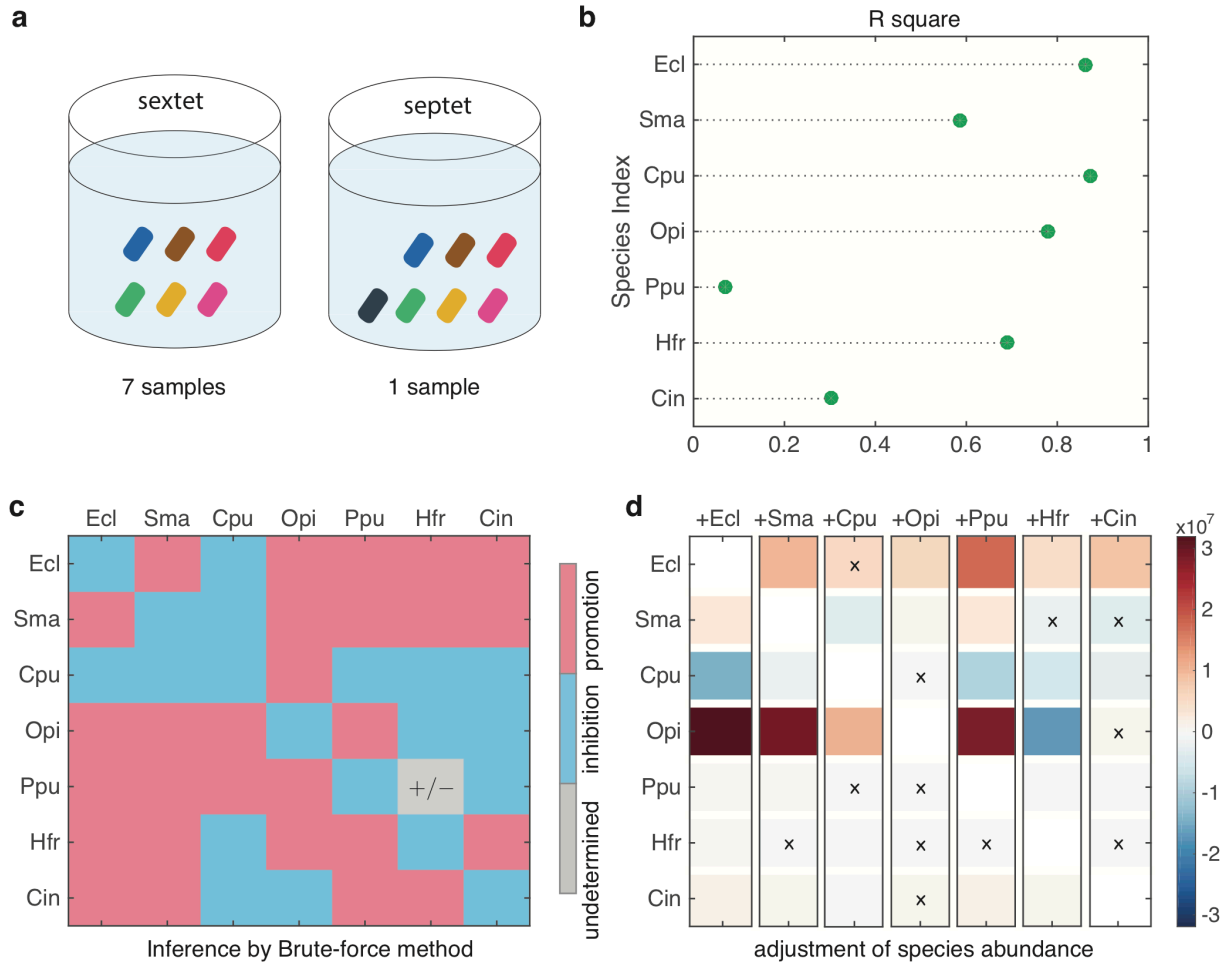 a
sextet
septet
7 samples
1 sample
b
R square
Species Index
Ecl
Sma
Cpu
Opi
Ppu
Hfr
Cin
0 0.2 0.4 0.6 0.8 1
c
Ecl Sma Cpu Opi Ppu Hfr Cin
Ecl
Sma
Cpu
Opi
Ppu +/−
Hfr
Cin
Inference by Brute-force method
promotion
inhibition
undetermined
d
+Ecl +Sma +Cpu +Opi +Ppu +Hfr +Cin
Ecl x
Sma x x
Cpu x
Opi x
Ppu x x
Hfr x x x x
Cin x
adjustment of species abundance
x10⁷
3
2
1
0
-1
-2
-3